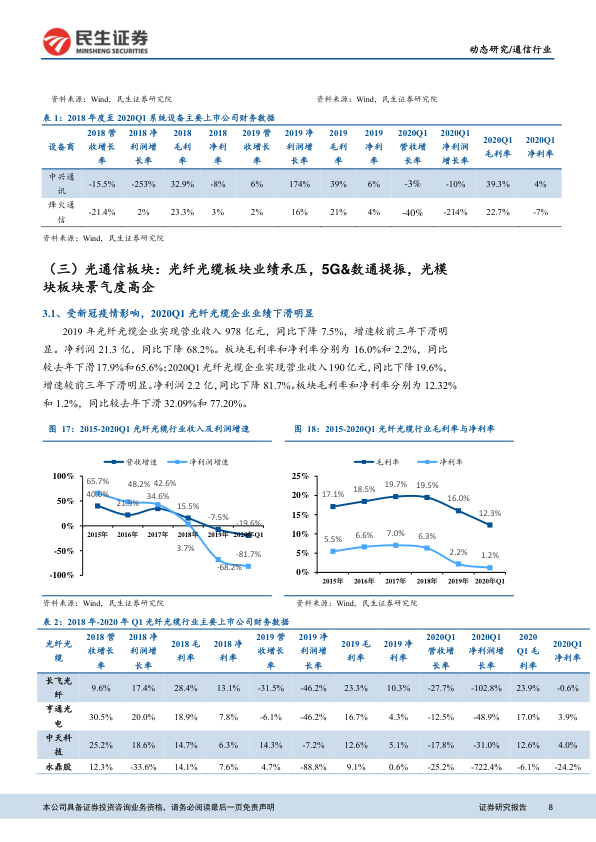 民生证券
MINSHENG SECURITIES
动态研究/通信行业
资料来源：Wind，民生证券研究院 资料来源：Wind，民生证券研究院
表 1：2018 年度至 2020Q1 系统设备主要上市公司财务数据
设备商 2018 营收增长率 2018 净利润增长率 2018 毛利率 2018 净利率 2019 营收增长率 2019 净利润增长率 2019 毛利率 2019 净利率 2020Q1 营收增长率 2020Q1 净利润增长率 2020Q1 毛利率 2020Q1 净利率
中兴通讯 -15.5% -253% 32.9% -8% 6% 174% 39% 6% -3% -10% 39.3% 4%
烽火通信 -21.4% 2% 23.3% 3% 2% 16% 21% 4% -40% -214% 22.7% -7%
资料来源：Wind，民生证券研究院
（三）光通信板块：光纤光缆板块业绩承压，5G&数通提振，光模
块板块景气度高企
3.1、受新冠疫情影响，2020Q1 光纤光缆企业业绩下滑明显
2019 年光纤光缆企业实现营业收入 978 亿元，同比下降 7.5%，增速较前三年下滑明
显。净利润 21.3 亿，同比下降 68.2%。板块毛利率和净利率分别为 16.0%和 2.2%，同比
较去年下滑17.9%和65.6%;2020Q1光纤光缆企业实现营业收入190亿元,同比下降19.6%,
增速较前三年下滑明显。净利润 2.2 亿,同比下降 81.7%。板块毛利率和净利率分别为 12.32%
和 1.2%，同比较去年下滑 32.09%和 77.20%。
图 17：2015-2020Q1 光纤光缆行业收入及利润增速
营收增速 净利润增速
100%
50%
0%
-50%
-100%
65.7% 48.2% 42.6%
40.0% 21.9% 34.6% 15.5% -7.5% -19.6%
3.7% -68.2% -81.7%
2015年 2016年 2017年 2018年 2019年 2020年Q1
资料来源：Wind，民生证券研究院
图 18：2015-2020Q1 光纤光缆行业毛利率与净利率
毛利率 净利率
25%
20%
15%
10%
5%
0%
17.1% 18.5% 19.7% 19.5% 16.0% 12.3%
5.5% 6.6% 7.0% 6.3% 2.2% 1.2%
2015年 2016年 2017年 2018年 2019年 2020年Q1
资料来源：Wind，民生证券研究院
表 2：2018 年-2020 年 Q1 光纤光缆行业主要上市公司财务数据
光纤光缆 2018 营收增长率 2018 净利润增长率 2018 毛利率 2018 净利率 2019 营收增长率 2019 净利润增长率 2019 毛利率 2019 净利率 2020Q1 营收增长率 2020Q1 净利润增长率 2020 Q1 毛利率 2020Q1 净利率
长飞光纤 9.6% 17.4% 28.4% 13.1% -31.5% -46.2% 23.3% 10.3% -27.7% -102.8% 23.9% -0.6%
亨通光电 30.5% 20.0% 18.9% 7.8% -6.1% -46.2% 16.7% 4.3% -12.5% -48.9% 17.0% 3.9%
中天科技 25.2% 18.6% 14.7% 6.3% 14.3% -7.2% 12.6% 5.1% -17.8% -31.0% 12.6% 4.0%
永鼎股 12.3% -33.6% 14.1% 7.6% 4.7% -88.8% 9.1% 0.6% -25.2% -722.4% -6.1% -24.2%
本公司具备证券投资咨询业务资格，请务必阅读最后一页免责声明 证券研究报告 8